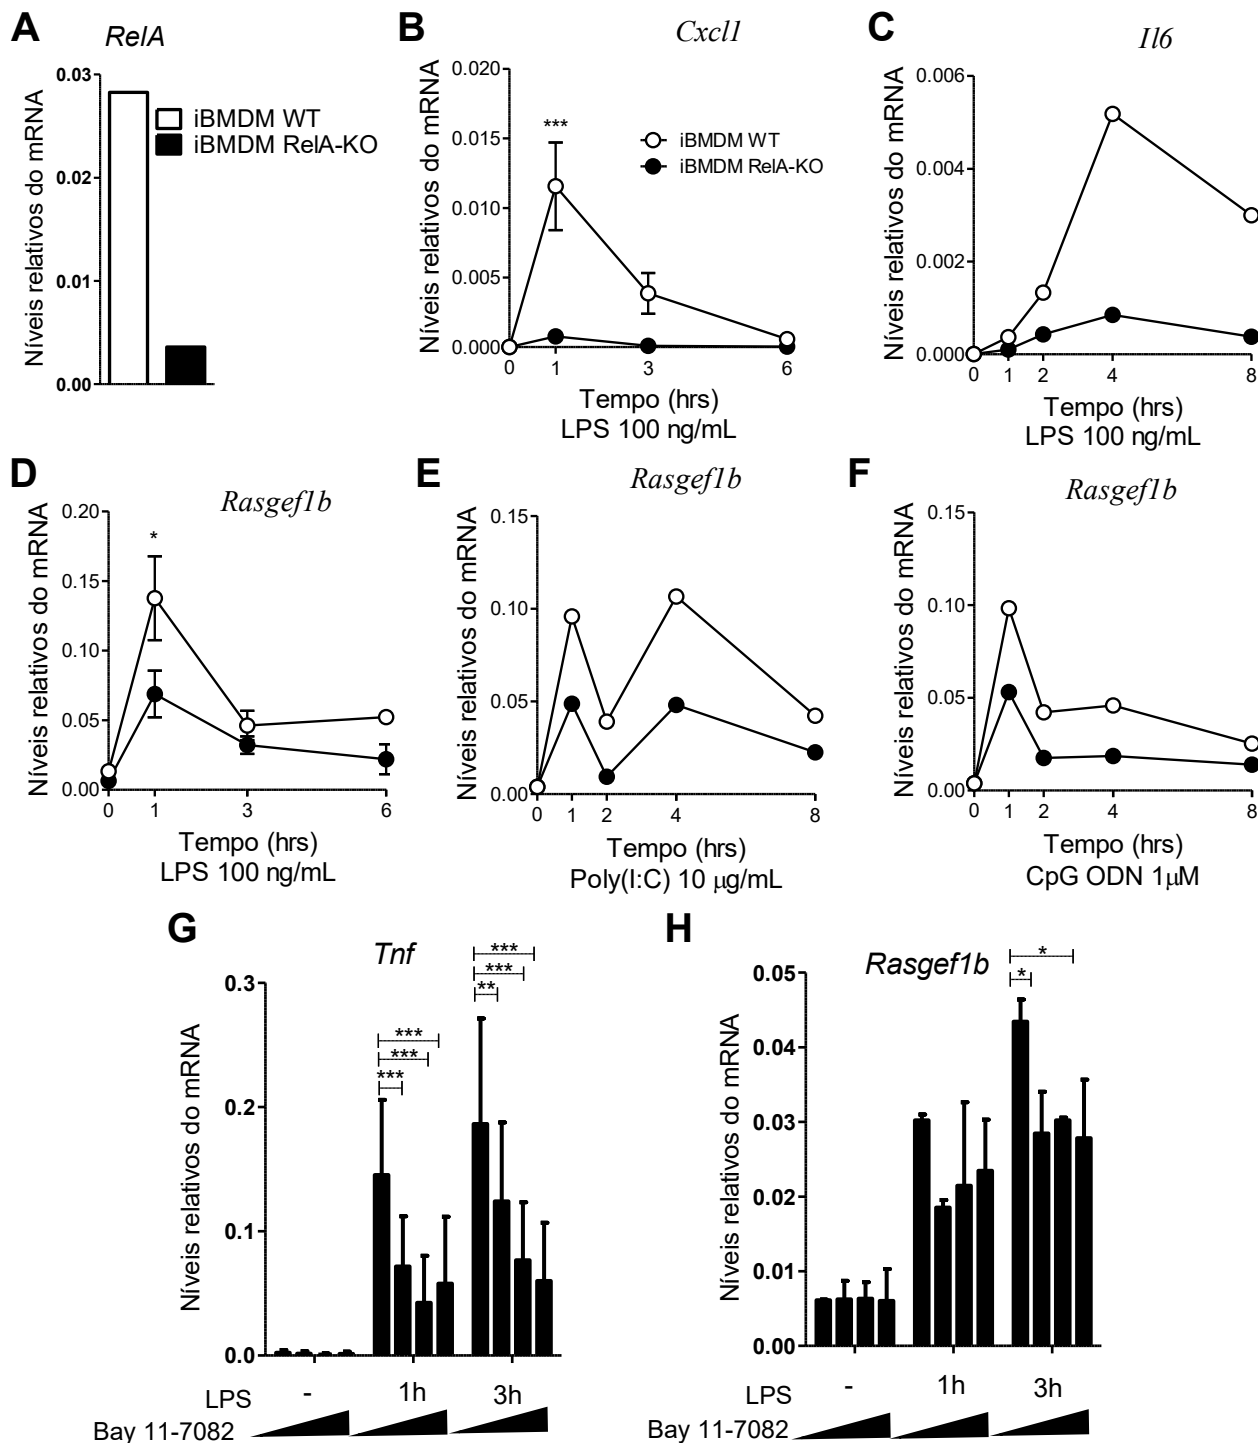 A
RelA
Níveis relativos do mRNA
0.03
0.02
0.01
0.00
iBMDM WT
iBMDM RelA-KO
B
Cxcl1
Níveis relativos do mRNA
0.020
0.015
0.010
0.005
0.000
***
iBMDM WT
iBMDM RelA-KO
0 1 3 6
Tempo (hrs)
LPS 100 ng/mL
C
Il6
Níveis relativos do mRNA
0.006
0.004
0.002
0.000
0 1 2 4 8
Tempo (hrs)
LPS 100 ng/mL
D
Rasgef1b
Níveis relativos do mRNA
0.20
0.15
0.10
0.05
0.00
*
0 1 3 6
Tempo (hrs)
LPS 100 ng/mL
E
Rasgef1b
Níveis relativos do mRNA
0.15
0.10
0.05
0.00
0 1 2 4 8
Tempo (hrs)
Poly(I:C) 10 µg/mL
F
Rasgef1b
Níveis relativos do mRNA
0.15
0.10
0.05
0.00
0 1 2 4 8
Tempo (hrs)
CpG ODN 1µM
G
Tnf
Níveis relativos do mRNA
0.3
0.2
0.1
0.0
***
***
***
***
***
**
LPS - 1h 3h
Bay 11-7082
H
Rasgef1b
Níveis relativos do mRNA
0.05
0.04
0.03
0.02
0.01
0.00
*
*
LPS - 1h 3h
Bay 11-7082